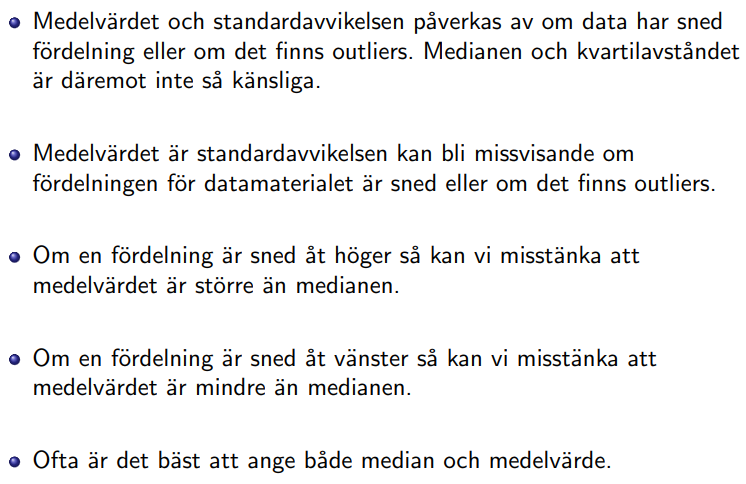 Medelvärdet och standardavvikelsen påverkas av om data har sned
fördelning eller om det finns outliers. Medianen och kvartilavståndet
är däremot inte så känsliga.
Medelvärdet är standardavvikelsen kan bli missvisande om
fördelningen för datamaterialet är sned eller om det finns outliers.
Om en fördelning är sned åt höger så kan vi misstänka att
medelvärdet är större än medianen.
Om en fördelning är sned åt vänster så kan vi misstänka att
medelvärdet är mindre än medianen.
Ofta är det bäst att ange både median och medelvärde.